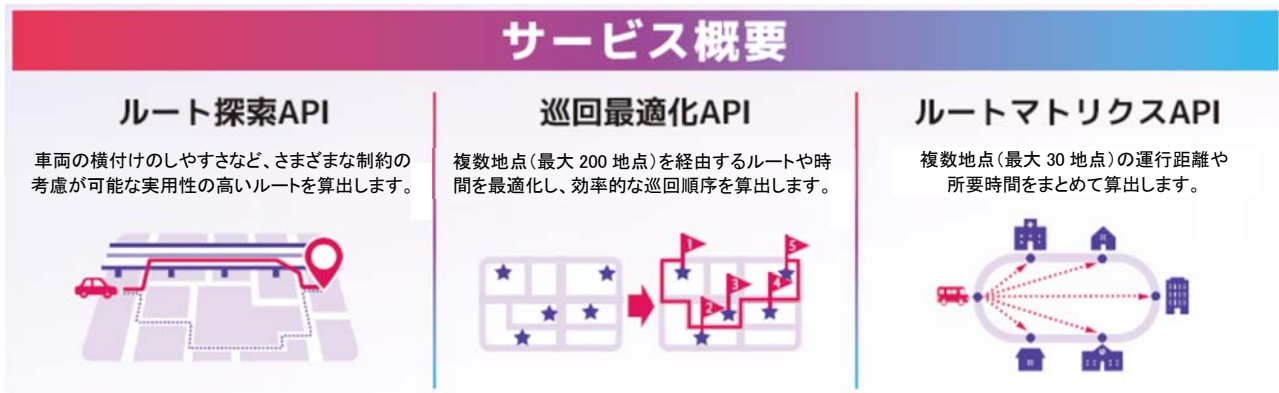 サービス概要
ルート探索API
車両の横付けのしやすさなど、さまざまな制約の
考慮が可能な実用性の高いルートを算出します。
巡回最適化API
複数地点(最大 200 地点)を経由するルートや時
間を最適化し、効率的な巡回順序を算出します。
1
2
3
4
5
ルートマトリクスAPI
複数地点(最大 30 地点)の運行距離や
所要時間をまとめて算出します。